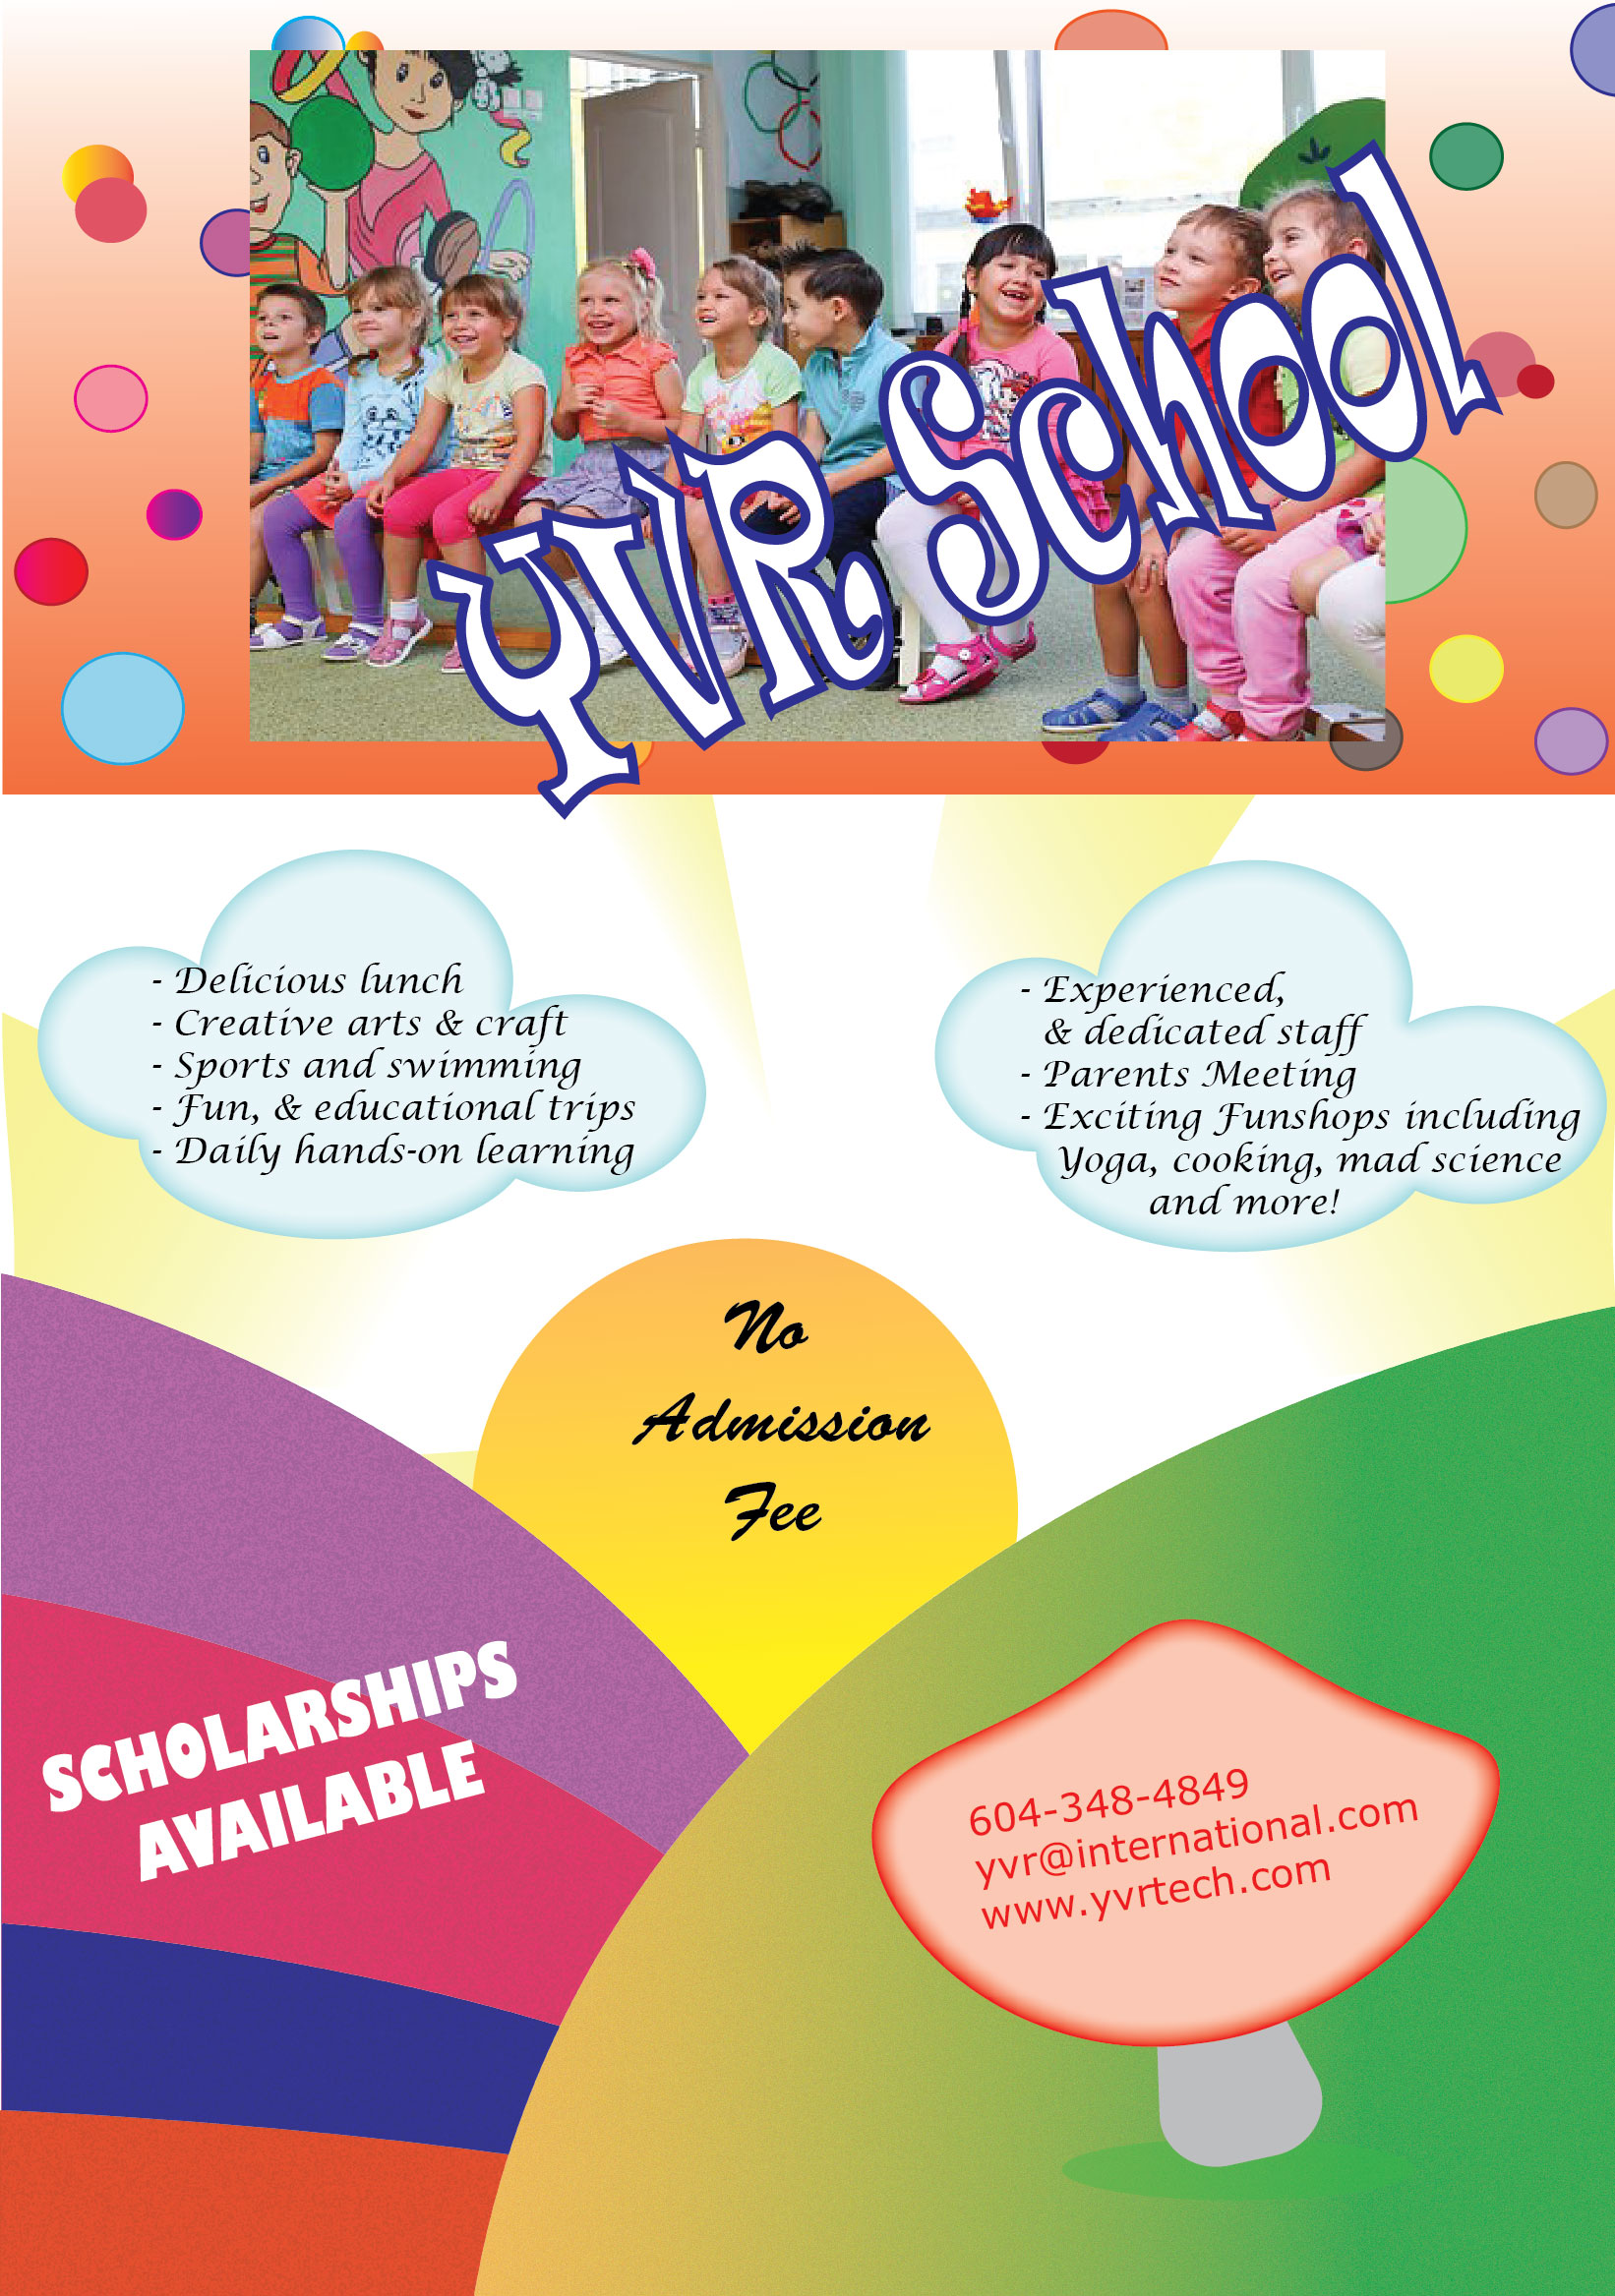 YVR School
- Delicious lunch
- Creative arts & craft
- Sports and swimming
- Fun, & educational trips
- Daily hands-on learning
- Experienced,
& dedicated staff
- Parents Meeting
- Exciting Funshops including
Yoga, cooking, mad science
and more!
No
Admission
Fee
SCHOLARSHIPS
AVAILABLE
604-348-4849
yvr@international.com
www.yvrtech.com